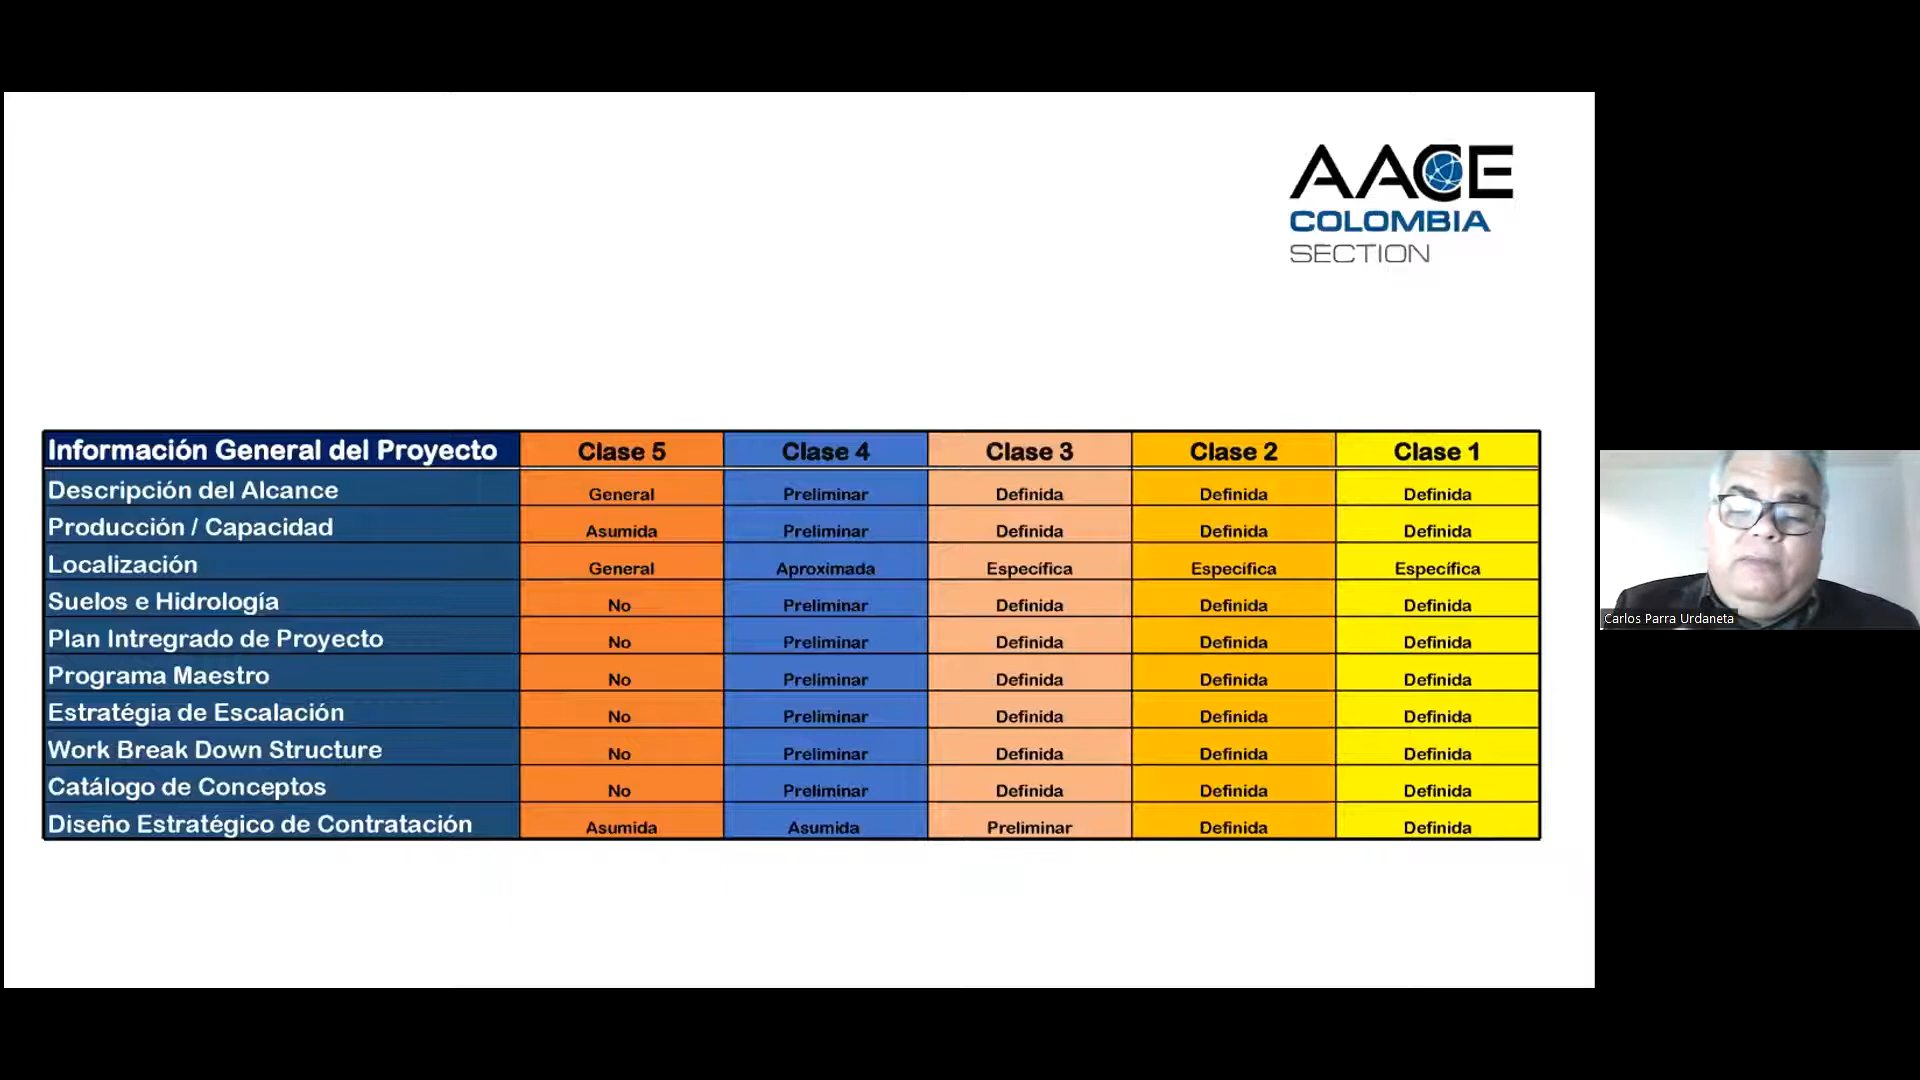 AACE
COLOMBIA
SECTION
Información General del Proyecto Clase 5 Clase 4 Clase 3 Clase 2 Clase 1
Descripción del Alcance General Preliminar Definida Definida Definida
Producción / Capacidad Asumida Preliminar Definida Definida Definida
Localización General Aproximada Específica Específica Específica
Suelos e Hidrología No Preliminar Definida Definida Definida
Plan Intregrado de Proyecto No Preliminar Definida Definida Definida
Programa Maestro No Preliminar Definida Definida Definida
Estratégia de Escalación No Preliminar Definida Definida Definida
Work Break Down Structure No Preliminar Definida Definida Definida
Catálogo de Conceptos No Preliminar Definida Definida Definida
Diseño Estratégico de Contratación Asumida Asumida Preliminar Definida Definida
Carlos Parra Urdaneta